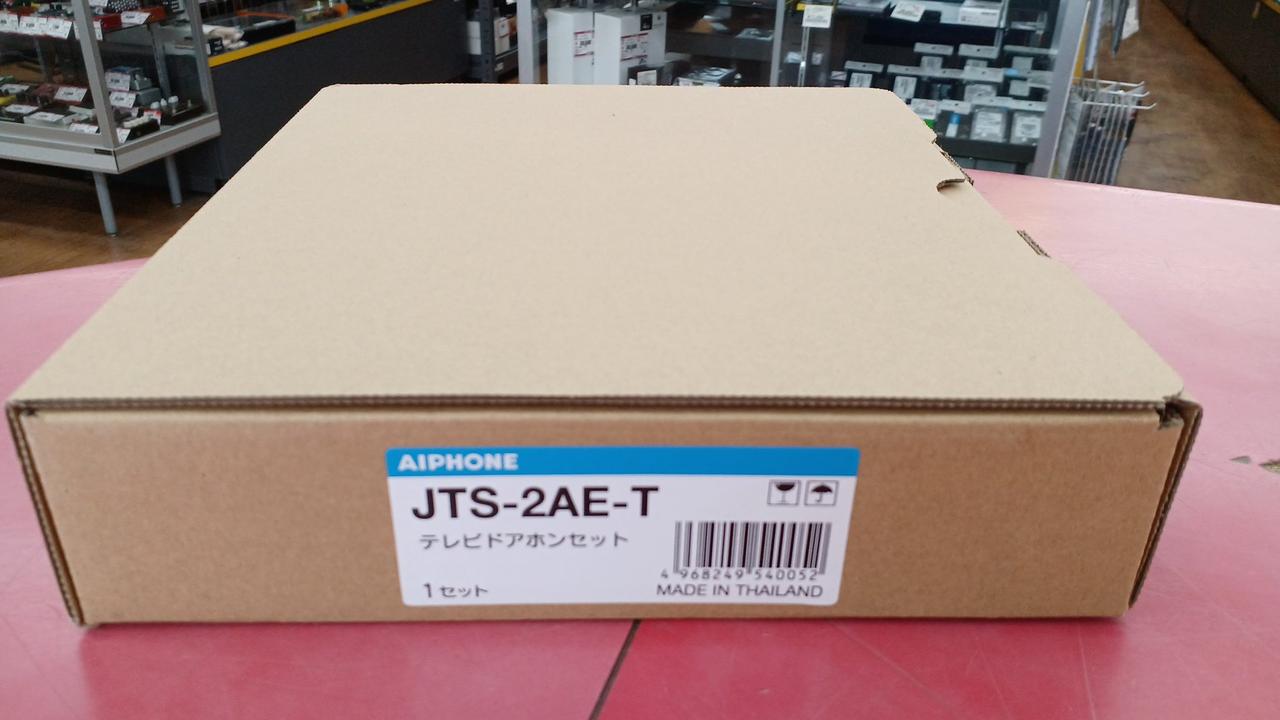 AIPHONE
JTS-2AE-T
テレビドアホンセット
4 968249 540052
1セット
MADE IN THAILAND